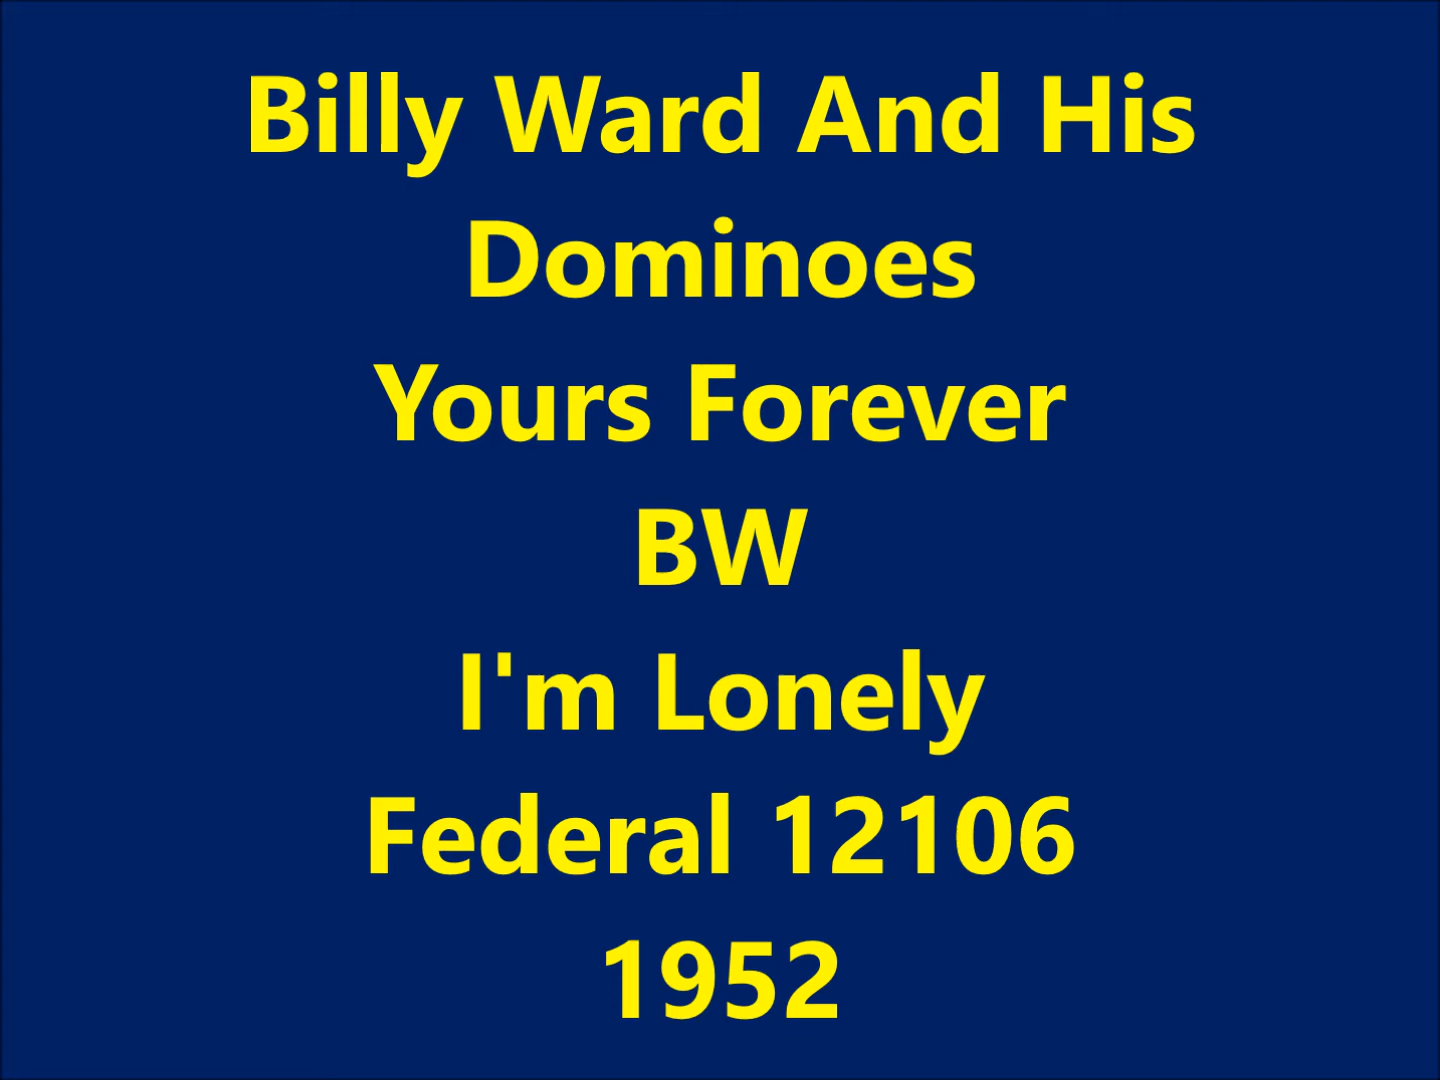 Billy Ward And His
Dominoes
Yours Forever
BW
I'm Lonely
Federal 12106
1952